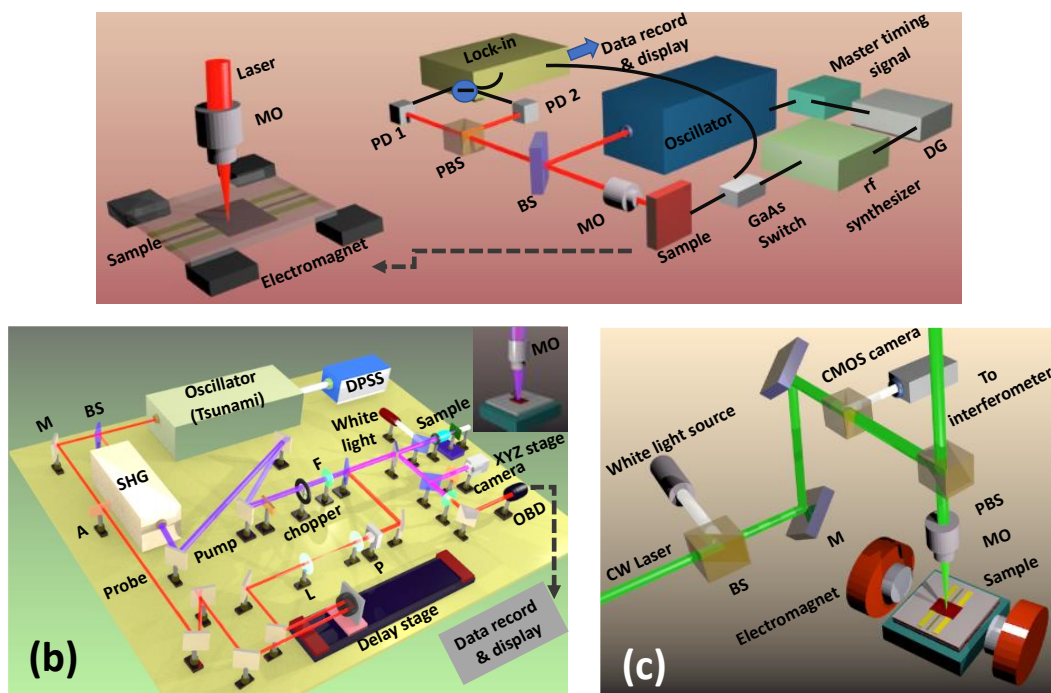 Laser
MO
Sample
Electromagnet
Lock-in
Data record
& display
PD 1
PD 2
PBS
BS
Oscillator
MO
Sample
GaAs
Switch
rf
synthesizer
DG
Master timing
signal
M
BS
Oscillator
(Tsunami)
DPSS
MO
White
light
Sample
XYZ stage
camera
OBD
SHG
A
F
chopper
Pump
Probe
P
L
Delay stage
Data record
& display
(b)
CMOS camera
To
interferometer
White light source
PBS
MO
M
CW Laser
BS
Sample
Electromagnet
(c)